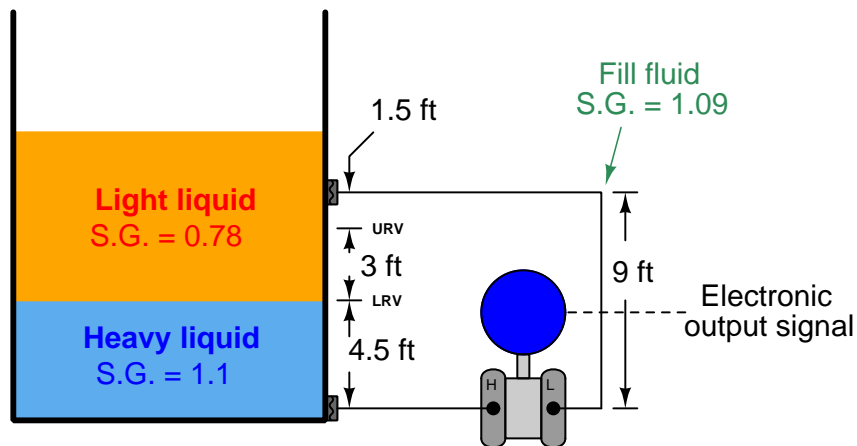 Fill fluid
S.G. = 1.09
1.5 ft
Light liquid
S.G. = 0.78
URV
3 ft
LRV
9 ft
Electronic
output signal
Heavy liquid
S.G. = 1.1
4.5 ft
H
L